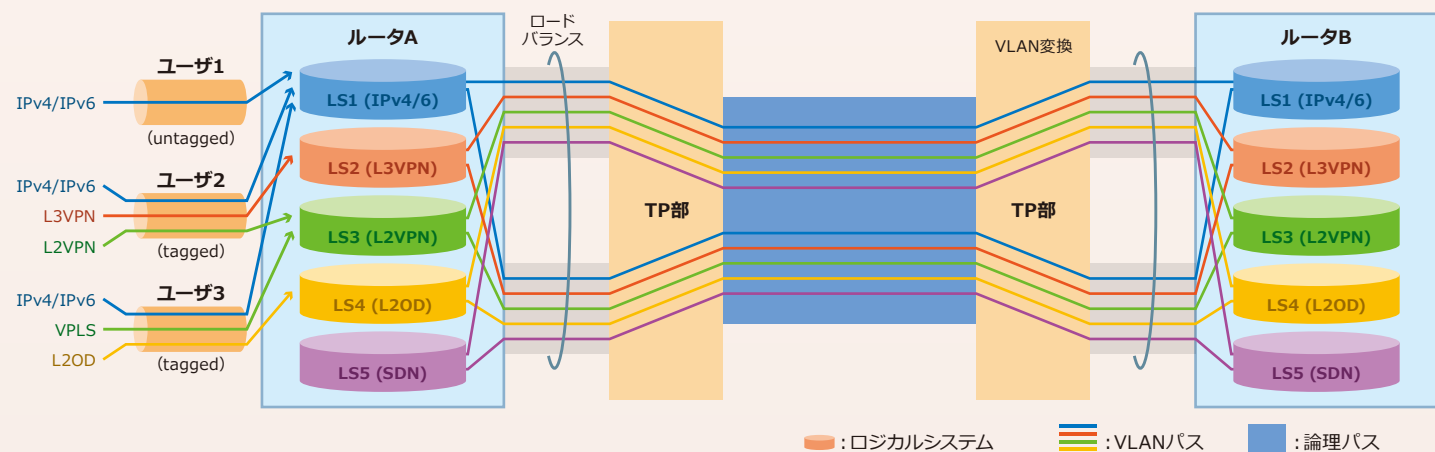 ユーザ1
IPv4/IPv6
(untagged)
ユーザ2
IPv4/IPv6
L3VPN
L2VPN
(tagged)
ユーザ3
IPv4/IPv6
VPLS
L2OD
(tagged)
ルータA
LS1 (IPv4/6)
LS2 (L3VPN)
LS3 (L2VPN)
LS4 (L2OD)
LS5 (SDN)
ロード
バランス
TP部
VLAN変換
TP部
ルータB
LS1 (IPv4/6)
LS2 (L3VPN)
LS3 (L2VPN)
LS4 (L2OD)
LS5 (SDN)
:ロジカルシステム
:VLANパス
:論理パス